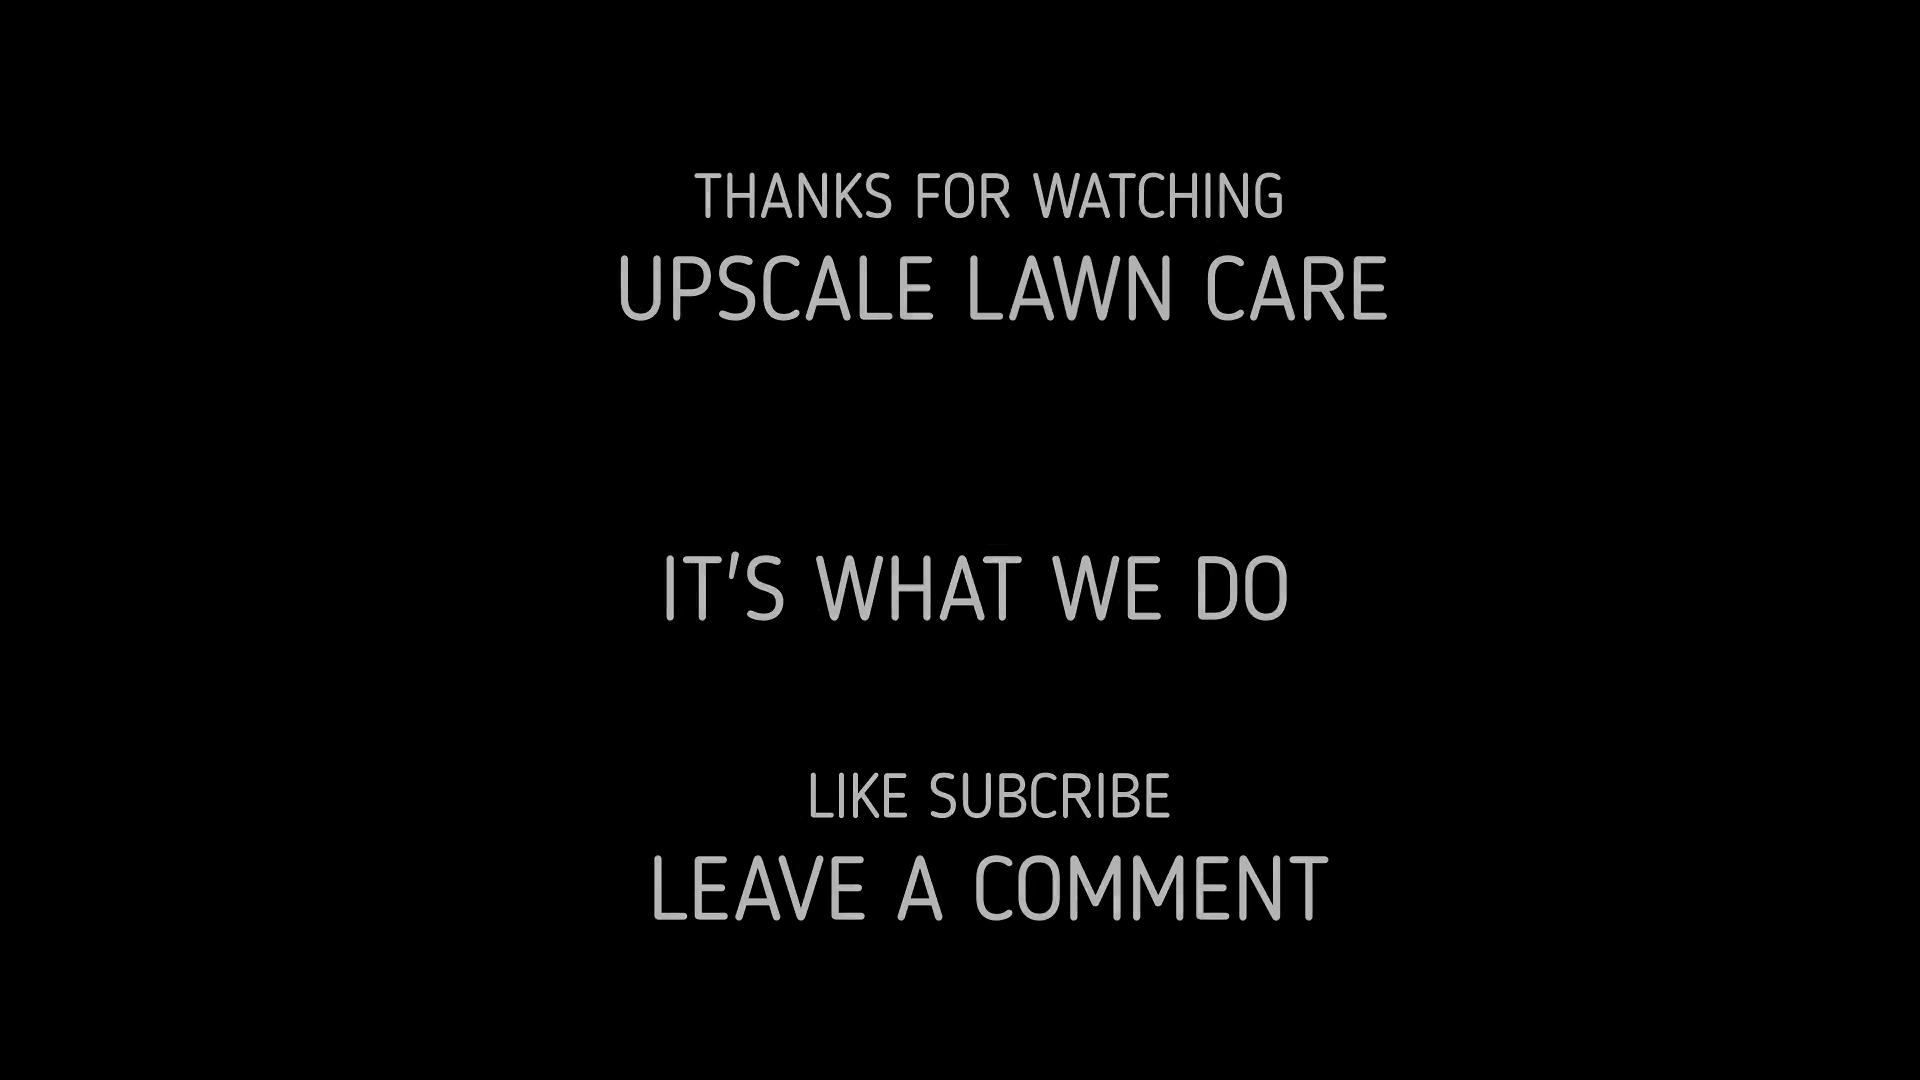 THANKS FOR WATCHING
UPSCALE LAWN CARE
IT'S WHAT WE DO
LIKE SUBCRIBE
LEAVE A COMMENT